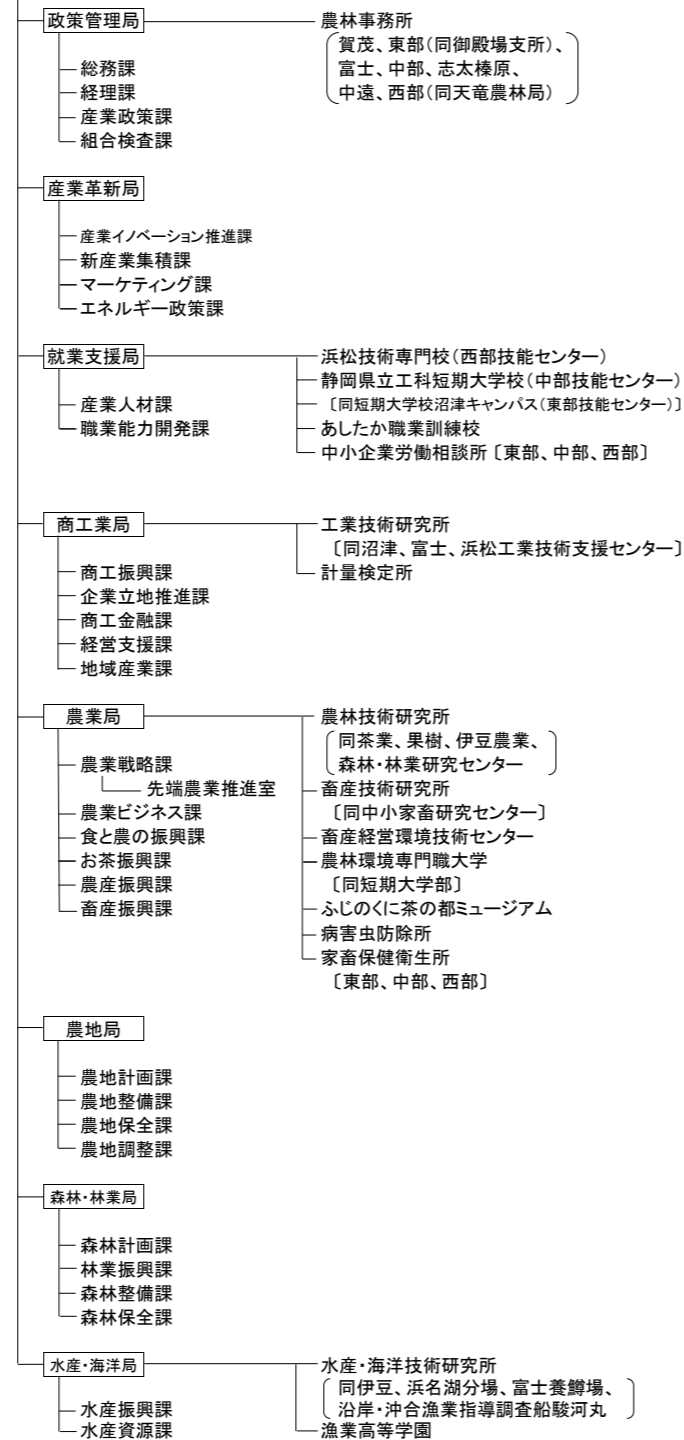 政策管理局 農林事務所
賀茂、東部(同御殿場支所)、
総務課 富士、中部、志太榛原、
経理課 中遠、西部(同天竜農林局)
産業政策課
組合検査課
産業革新局
産業イノベーション推進課
新産業集積課
マーケティング課
エネルギー政策課
就業支援局 浜松技術専門校(西部技能センター)
静岡県立工科短期大学校(中部技能センター)
産業人材課 〔同短期大学校沼津キャンパス(東部技能センター)〕
職業能力開発課 あしたか職業訓練校
中小企業労働相談所〔東部、中部、西部〕
商工業局 工業技術研究所
〔同沼津、富士、浜松工業技術支援センター〕
商工振興課 計量検定所
企業立地推進課
商工金融課
経営支援課
地域産業課
農業局 農林技術研究所
同茶業、果樹、伊豆農業、
農業戦略課 森林・林業研究センター
先端農業推進室 畜産技術研究所
農業ビジネス課 〔同中小家畜研究センター〕
食と農の振興課 畜産経営環境技術センター
お茶振興課 農林環境専門職大学
農産振興課 〔同短期大学部〕
畜産振興課 ふじのくに茶の都ミュージアム
病害虫防除所
家畜保健衛生所
〔東部、中部、西部〕
農地局
農地計画課
農地整備課
農地保全課
農地調整課
森林・林業局
森林計画課
林業振興課
森林整備課
森林保全課
水産・海洋局 水産・海洋技術研究所
同伊豆、浜名湖分場、富士養鱒場、
水産振興課 沿岸・沖合漁業指導調査船駿河丸
水産資源課 漁業高等学園